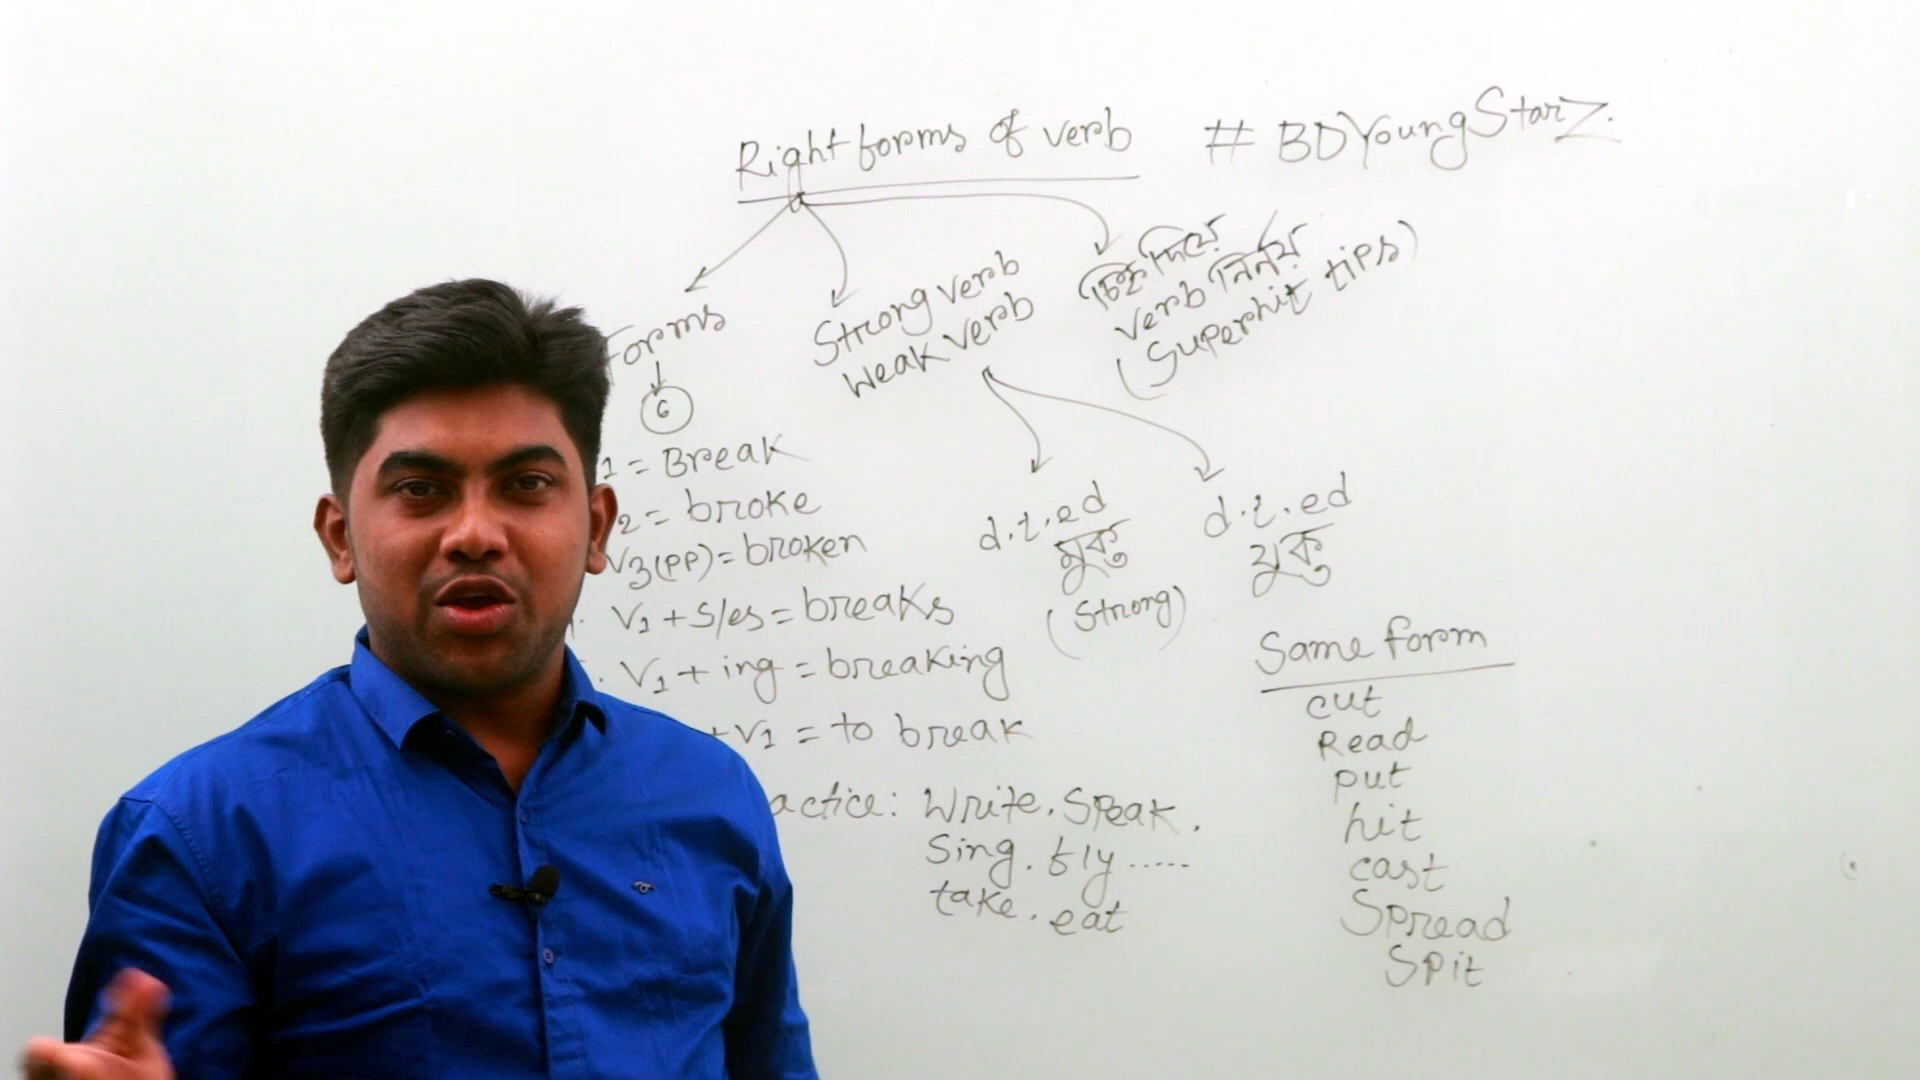 Right forms of verb # BDYoungStarZ.
Forms
6
Strong verb
Weak verb
চিহ্ন দিয়ে
verb নির্নয়
(Superhit tips)
1 = Break
2 = broke
V3(PP) = broken
V1 + s/es = breaks
V1 + ing = breaking
+ V1 = to break
actice: Write. Speak.
Sing. fly .....
take. eat
d.t.ed
মুক্ত
(Strong)
d.t.ed
যুক্ত
Same form
cut
Read
put
hit
cast
Spread
Spit